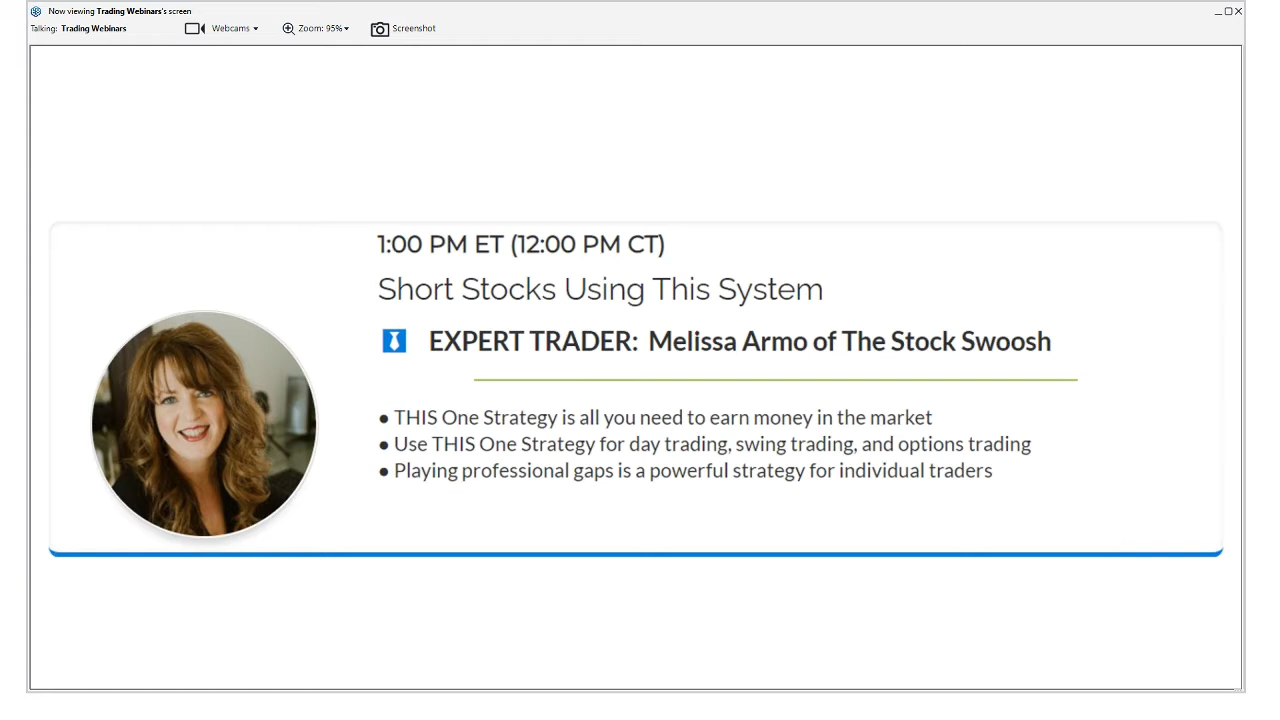 Now viewing Trading Webinars's screen
Talking: Trading Webinars Webcams Zoom: 95% Screenshot
1:00 PM ET (12:00 PM CT)
Short Stocks Using This System
EXPERT TRADER: Melissa Armo of The Stock Swoosh
● THIS One Strategy is all you need to earn money in the market
● Use THIS One Strategy for day trading, swing trading, and options trading
● Playing professional gaps is a powerful strategy for individual traders